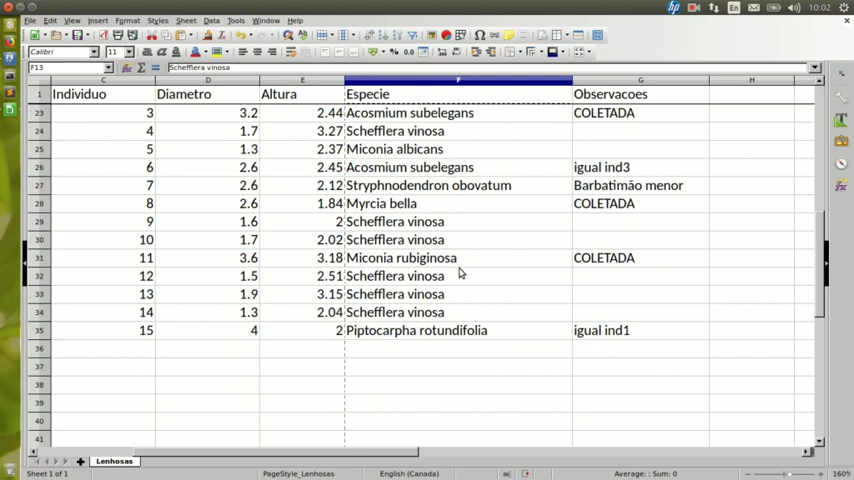 En 10:02
File Edit View Insert Format Styles Sheet Data Tools Window Help
Calibri 11
F13 Schefflera vinosa
C D E F G H
1 Individuo Diametro Altura Especie Observacoes
23 3 3.2 2.44 Acosmium subelegans COLETADA
24 4 1.7 3.27 Schefflera vinosa
25 5 1.3 2.37 Miconia albicans
26 6 2.6 2.45 Acosmium subelegans igual ind3
27 7 2.6 2.12 Stryphnodendron obovatum Barbatimão menor
28 8 2.6 1.84 Myrcia bella COLETADA
29 9 1.6 2 Schefflera vinosa
30 10 1.7 2.02 Schefflera vinosa
31 11 3.6 3.18 Miconia rubiginosa COLETADA
32 12 1.5 2.51 Schefflera vinosa
33 13 1.9 3.15 Schefflera vinosa
34 14 1.3 2.04 Schefflera vinosa
35 15 4 2 Piptocarpha rotundifolia igual ind1
36
37
38
39
40
41
Lenhosas
Sheet 1 of 1 PageStyle_Lenhosas English (Canada) Average: ; Sum: 0 160%